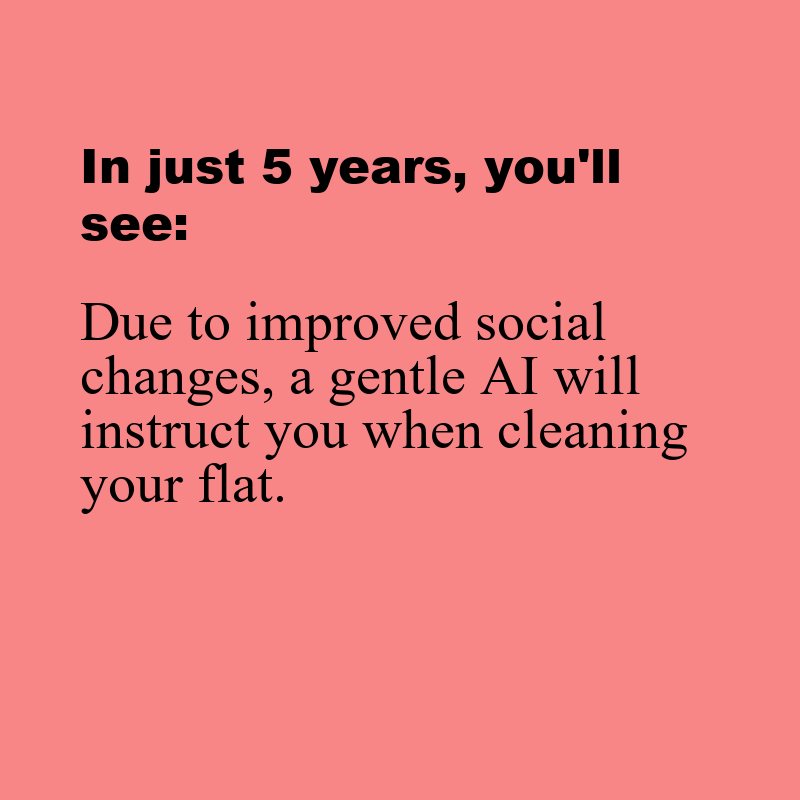 In just 5 years, you'll
see:
Due to improved social
changes, a gentle AI will
instruct you when cleaning
your flat.